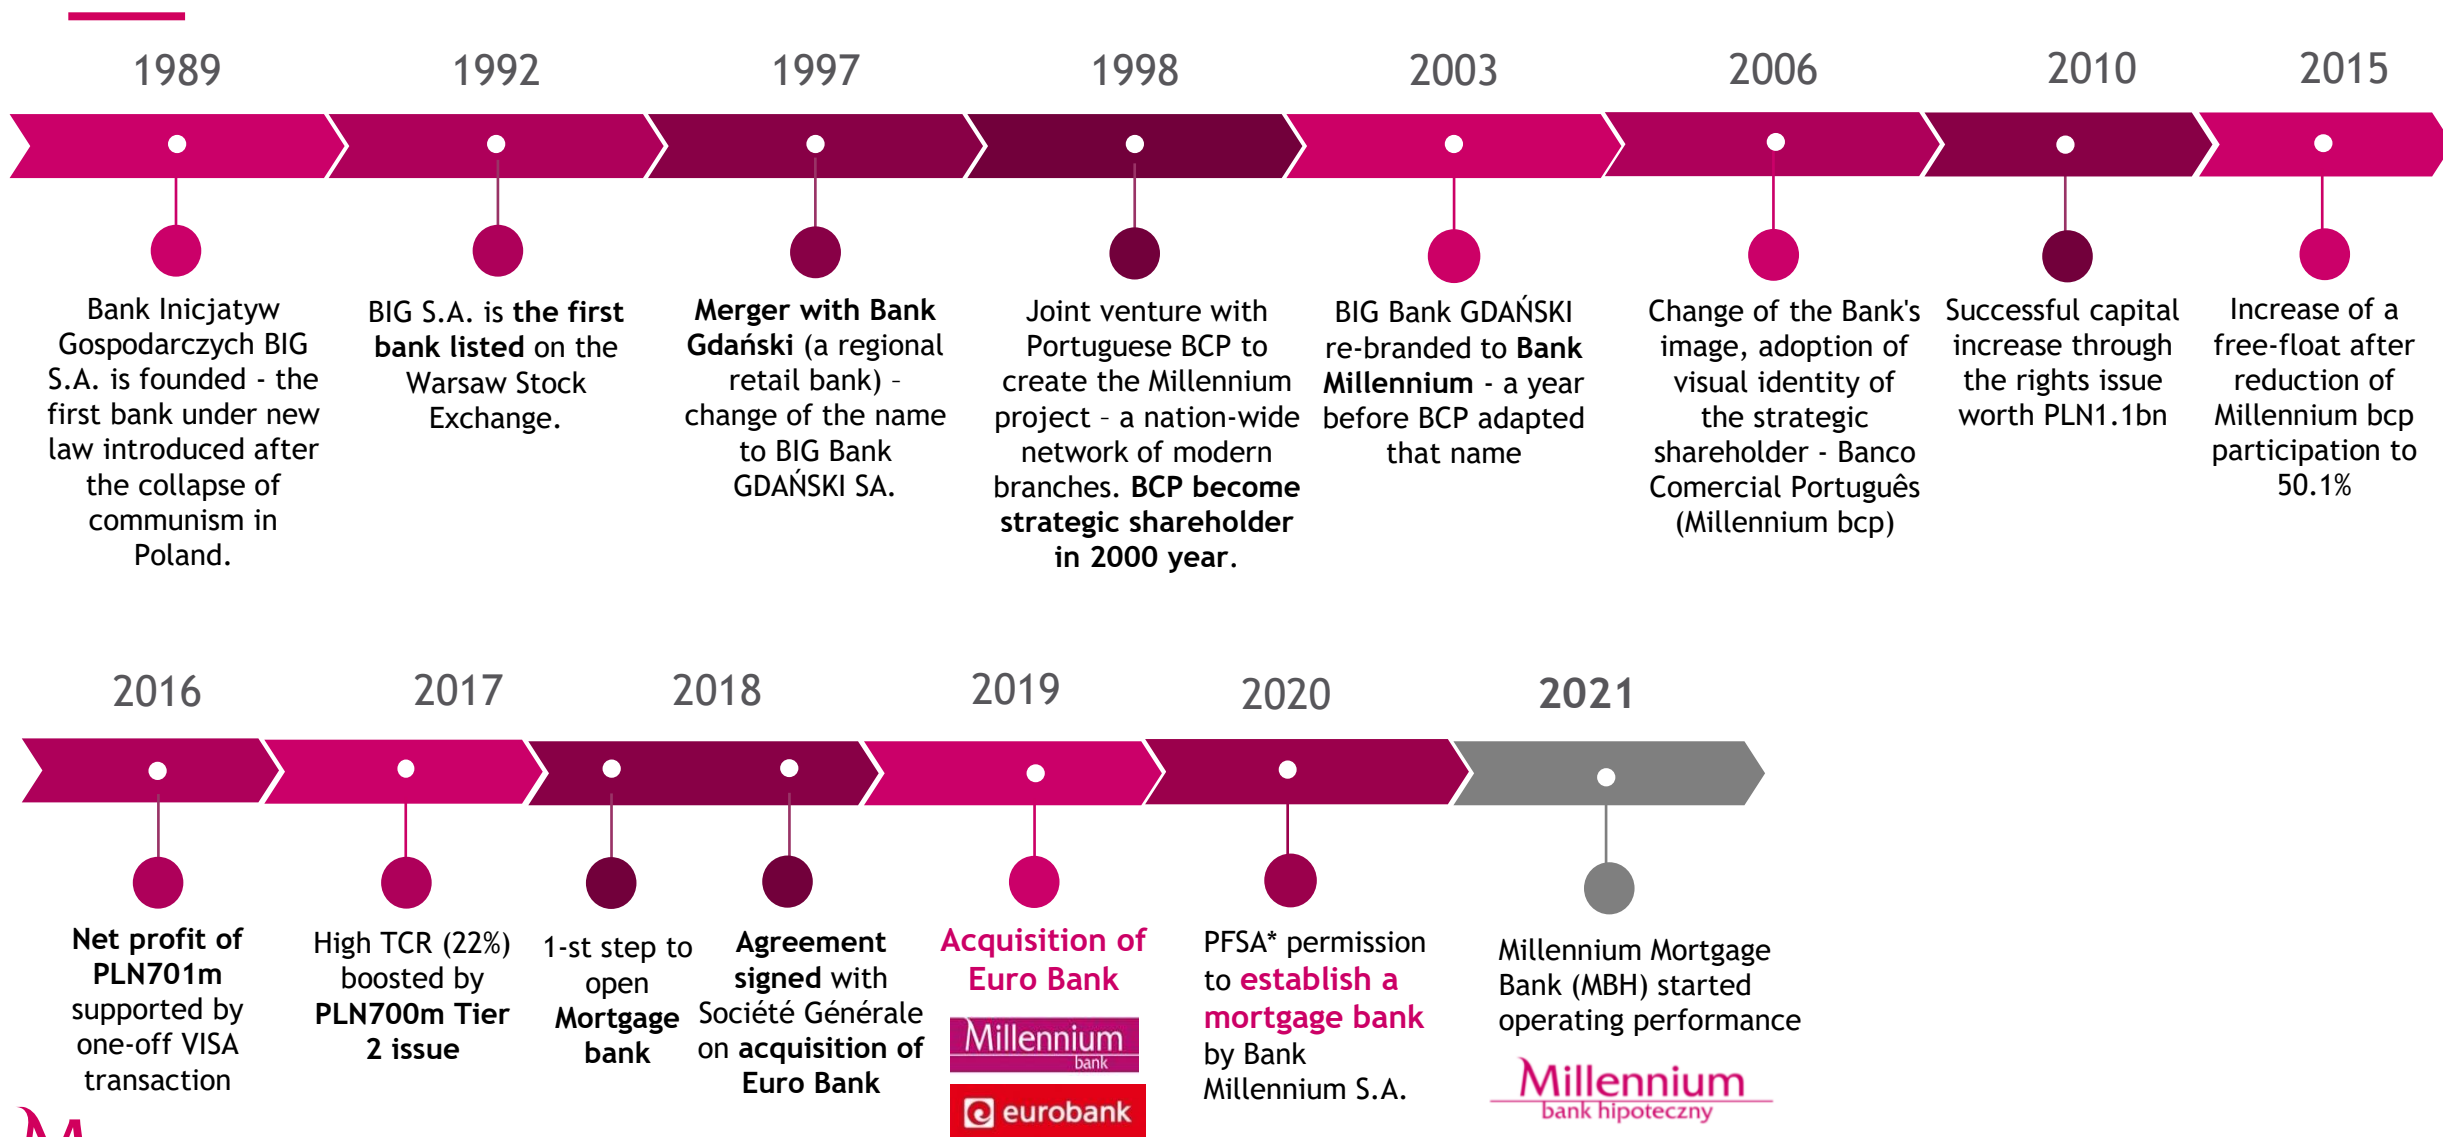 1989
1992
1997
1998
2003
2006
2010
2015
Bank Inicjatyw
Gospodarczych BIG
S.A. is founded - the
first bank under new
law introduced after
the collapse of
communism in
Poland.
BIG S.A. is the first
bank listed on the
Warsaw Stock
Exchange.
Merger with Bank
Gdański (a regional
retail bank) –
change of the name
to BIG Bank
GDAŃSKI SA.
Joint venture with
Portuguese BCP to
create the Millennium
project – a nation-wide
network of modern
branches. BCP become
strategic shareholder
in 2000 year.
BIG Bank GDAŃSKI
re-branded to Bank
Millennium - a year
before BCP adapted
that name
Change of the Bank's
image, adoption of
visual identity of
the strategic
shareholder - Banco
Comercial Português
(Millennium bcp)
Successful capital
increase through
the rights issue
worth PLN1.1bn
Increase of a
free-float after
reduction of
Millennium bcp
participation to
50.1%
2016
2017
2018
2019
2020
2021
Net profit of
PLN701m
supported by
one-off VISA
transaction
High TCR (22%)
boosted by
PLN700m Tier
2 issue
1-st step to
open
Mortgage
bank
Agreement
signed with
Société Générale
on acquisition of
Euro Bank
Acquisition of
Euro Bank
Millennium
bank
eurobank
PFSA* permission
to establish a
mortgage bank
by Bank
Millennium S.A.
Millennium Mortgage
Bank (MBH) started
operating performance
Millennium
bank hipoteczny